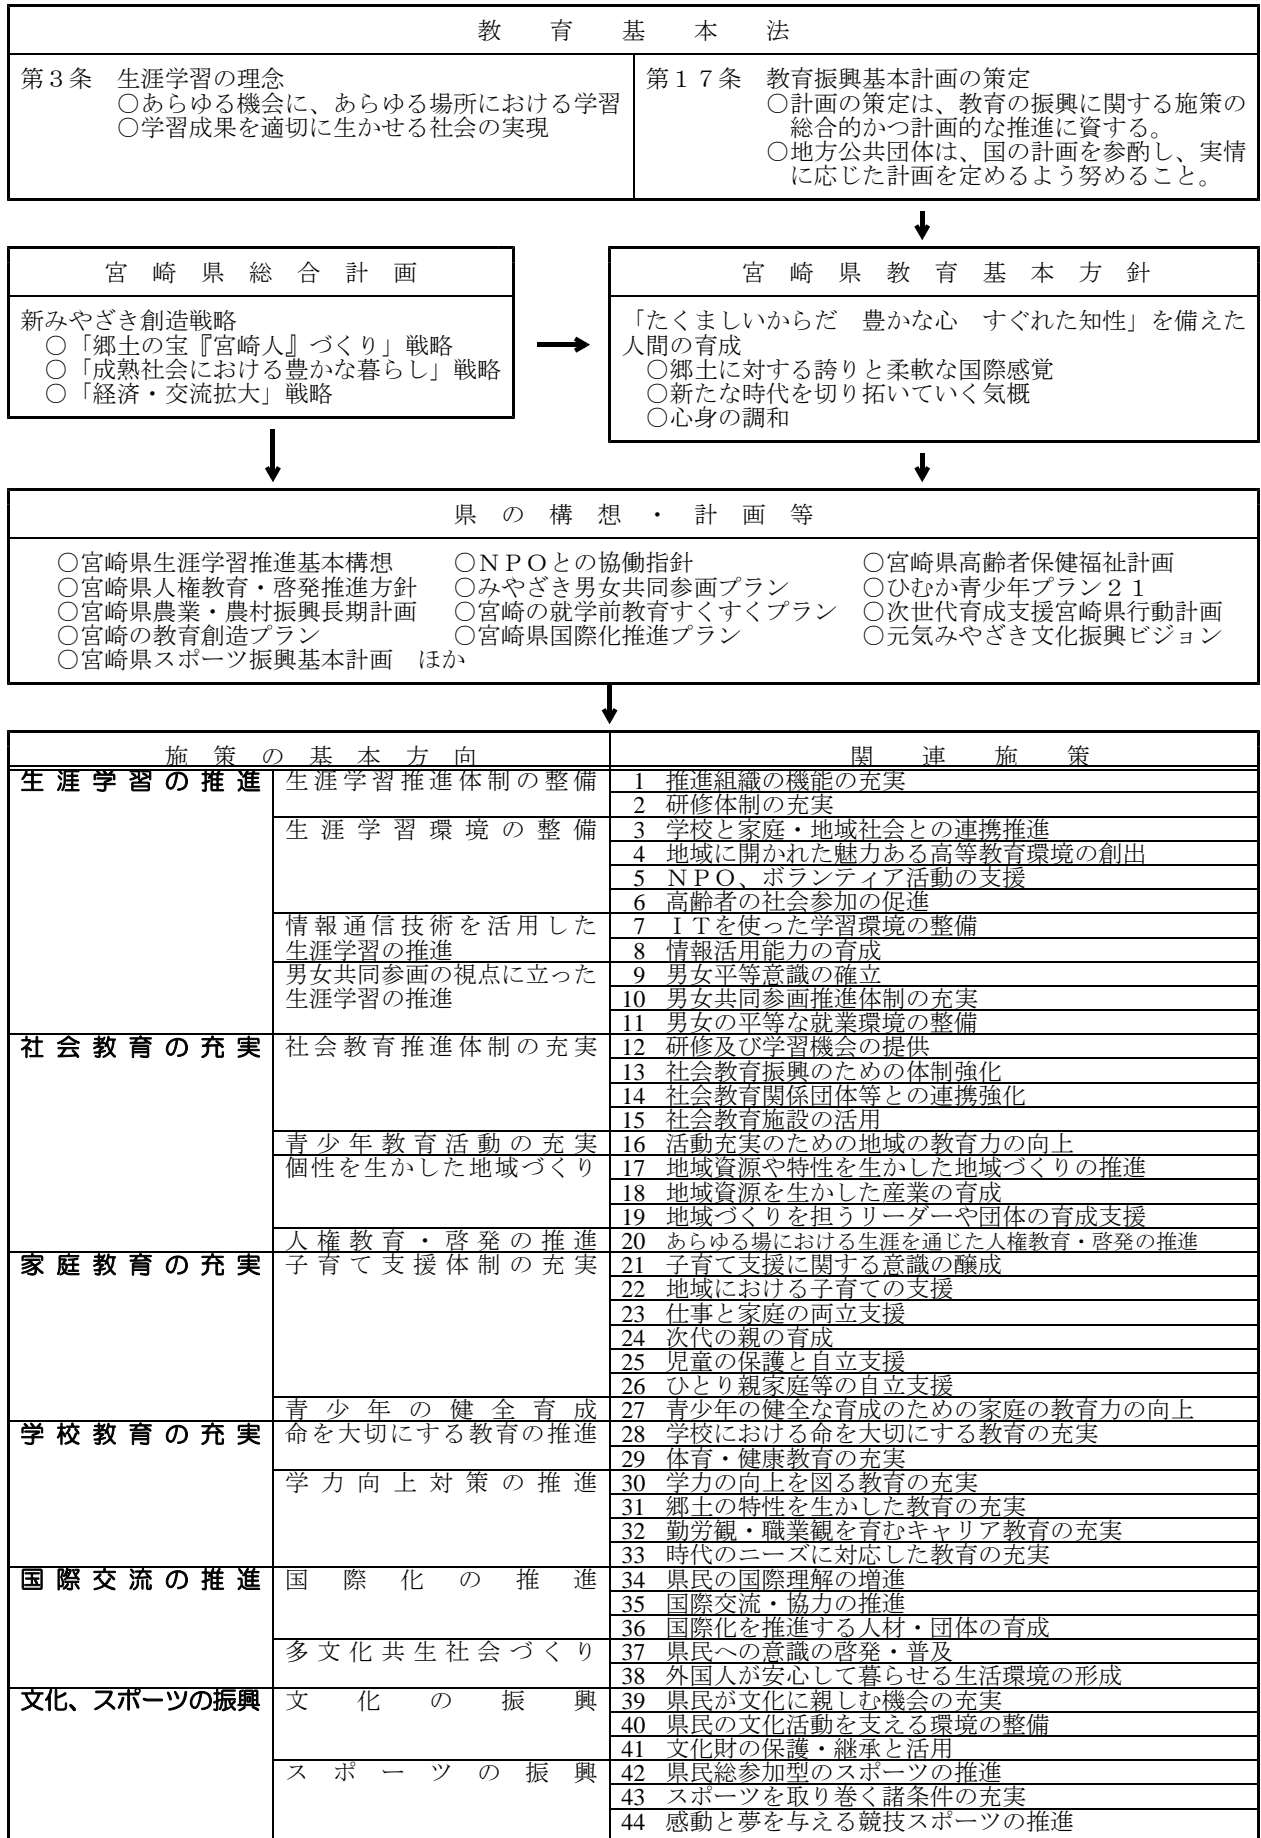 教育基本法
第３条　生涯学習の理念
○あらゆる機会に、あらゆる場所における学習
○学習成果を適切に生かせる社会の実現
第１７条　教育振興基本計画の策定
○計画の策定は、教育の振興に関する施策の
総合的かつ計画的な推進に資する。
○地方公共団体は、国の計画を参酌し、実情
に応じた計画を定めるよう努めること。
宮崎県総合計画
新みやざき創造戦略
○「郷土の宝『宮崎人』づくり」戦略
○「成熟社会における豊かな暮らし」戦略
○「経済・交流拡大」戦略
宮崎県教育基本方針
「たくましいからだ　豊かな心　すぐれた知性」を備えた
人間の育成
○郷土に対する誇りと柔軟な国際感覚
○新たな時代を切り拓いていく気概
○心身の調和
県の構想・計画等
○宮崎県生涯学習推進基本構想　○ＮＰＯとの協働指針　○宮崎県高齢者保健福祉計画
○宮崎県人権教育・啓発推進方針　○みやざき男女共同参画プラン　○ひむか青少年プラン２１
○宮崎県農業・農村振興長期計画　○宮崎の就学前教育すくすくプラン　○次世代育成支援宮崎県行動計画
○宮崎の教育創造プラン　○宮崎県国際化推進プラン　○元気みやざき文化振興ビジョン
○宮崎県スポーツ振興基本計画　ほか
施策の基本方向　関連施策
生涯学習の推進　生涯学習推進体制の整備　1　推進組織の機能の充実
2　研修体制の充実
生涯学習環境の整備　3　学校と家庭・地域社会との連携推進
4　地域に開かれた魅力ある高等教育環境の創出
5　ＮＰＯ、ボランティア活動の支援
6　高齢者の社会参加の促進
情報通信技術を活用した　7　ＩＴを使った学習環境の整備
生涯学習の推進　8　情報活用能力の育成
男女共同参画の視点に立った　9　男女平等意識の確立
生涯学習の推進　10　男女共同参画推進体制の充実
11　男女の平等な就業環境の整備
社会教育の充実　社会教育推進体制の充実　12　研修及び学習機会の提供
13　社会教育振興のための体制強化
14　社会教育関係団体等との連携強化
15　社会教育施設の活用
青少年教育活動の充実　16　活動充実のための地域の教育力の向上
個性を生かした地域づくり　17　地域資源や特性を生かした地域づくりの推進
18　地域資源を生かした産業の育成
19　地域づくりを担うリーダーや団体の育成支援
人権教育・啓発の推進　20　あらゆる場における生涯を通じた人権教育・啓発の推進
家庭教育の充実　子育て支援体制の充実　21　子育て支援に関する意識の醸成
22　地域における子育ての支援
23　仕事と家庭の両立支援
24　次代の親の育成
25　児童の保護と自立支援
26　ひとり親家庭等の自立支援
青少年の健全育成　27　青少年の健全な育成のための家庭の教育力の向上
学校教育の充実　命を大切にする教育の推進　28　学校における命を大切にする教育の充実
29　体育・健康教育の充実
学力向上対策の推進　30　学力の向上を図る教育の充実
31　郷土の特性を生かした教育の充実
32　勤労観・職業観を育むキャリア教育の充実
33　時代のニーズに対応した教育の充実
国際交流の推進　国際化の推進　34　県民の国際理解の増進
35　国際交流・協力の推進
36　国際化を推進する人材・団体の育成
多文化共生社会づくり　37　県民への意識の啓発・普及
38　外国人が安心して暮らせる生活環境の形成
文化、スポーツの振興　文化の振興　39　県民が文化に親しむ機会の充実
40　県民の文化活動を支える環境の整備
41　文化財の保護・継承と活用
スポーツの振興　42　県民総参加型のスポーツの推進
43　スポーツを取り巻く諸条件の充実
44　感動と夢を与える競技スポーツの推進